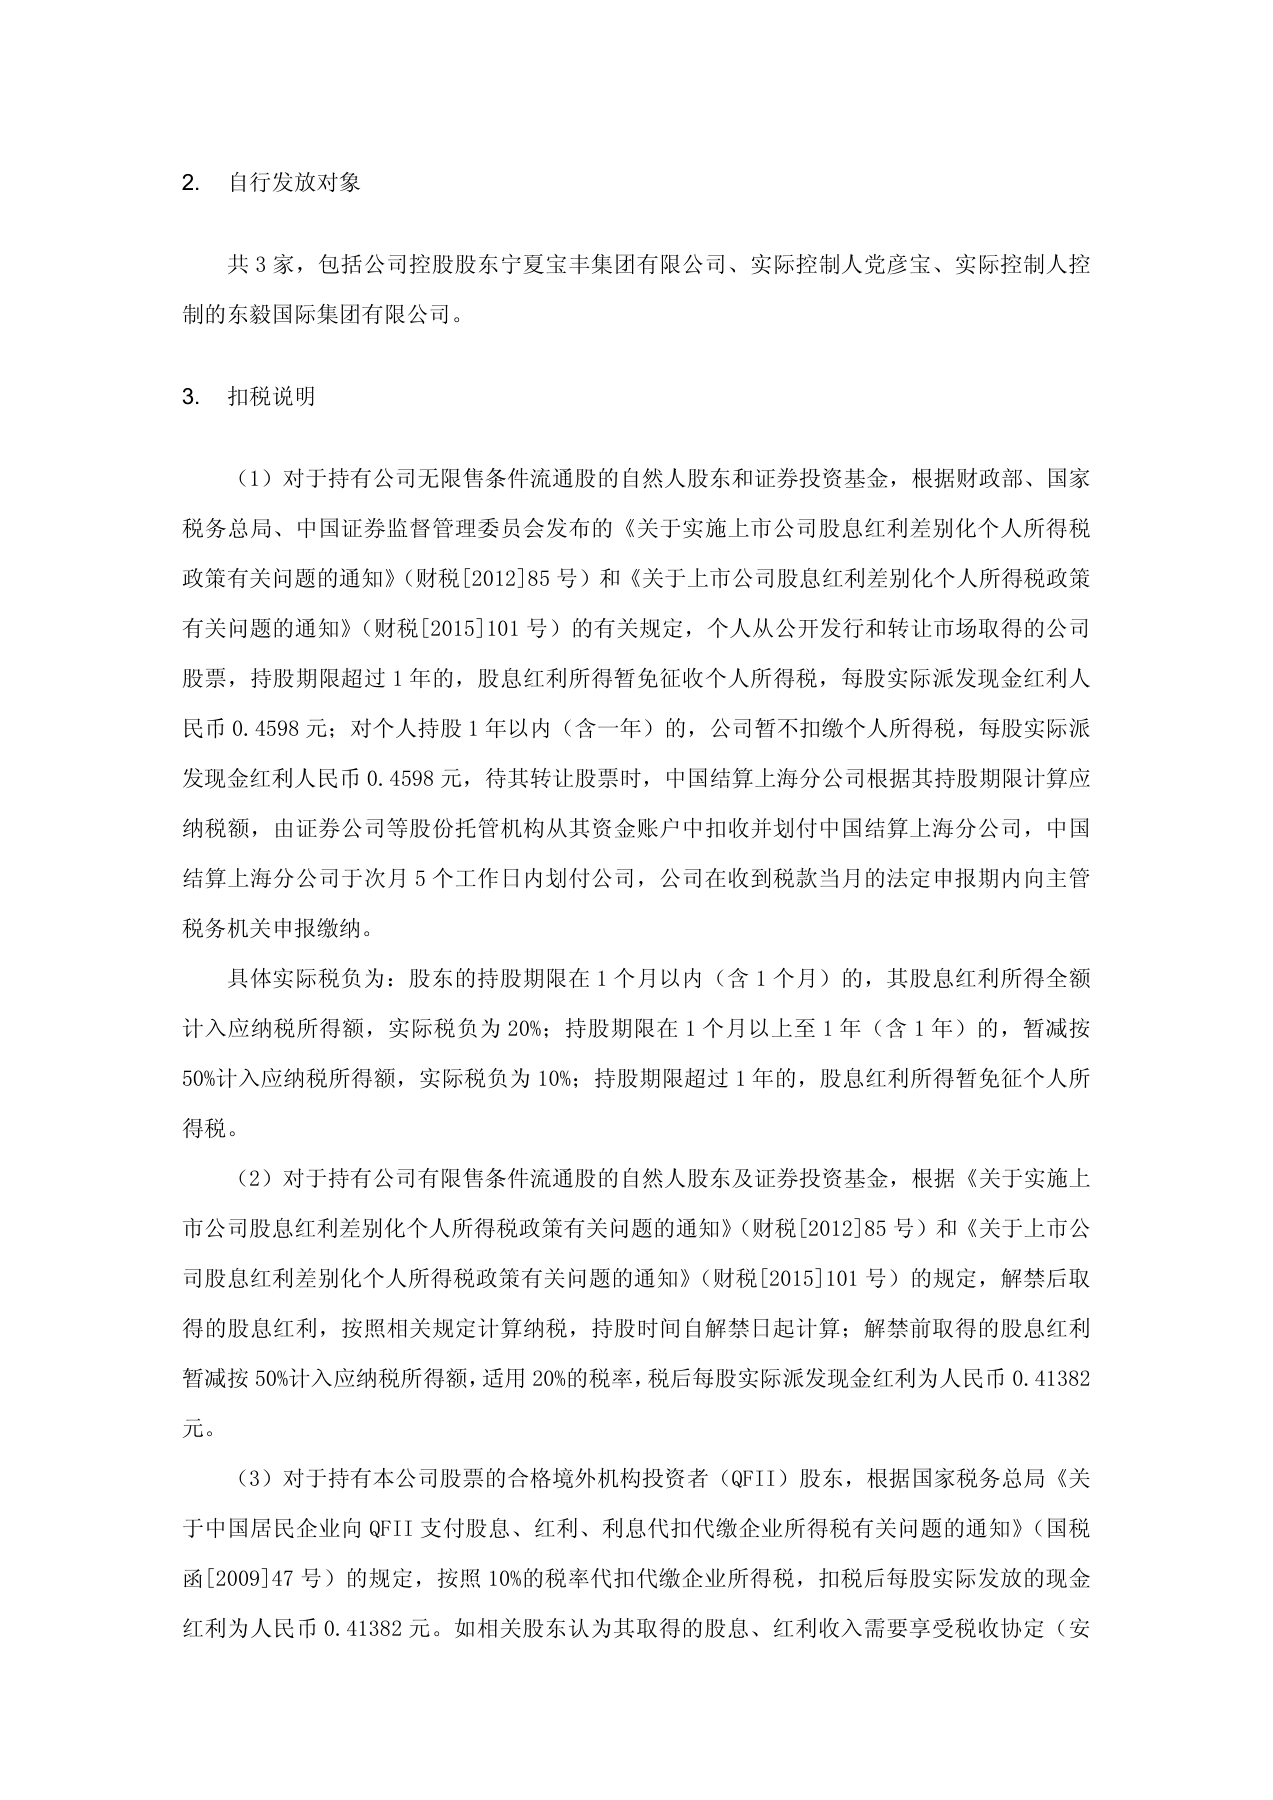 2. 自行发放对象
共 3 家，包括公司控股股东宁夏宝丰集团有限公司、实际控制人党彦宝、实际控制人控
制的东毅国际集团有限公司。
3. 扣税说明
（1）对于持有公司无限售条件流通股的自然人股东和证券投资基金，根据财政部、国家
税务总局、中国证券监督管理委员会发布的《关于实施上市公司股息红利差别化个人所得税
政策有关问题的通知》（财税[2012]85 号）和《关于上市公司股息红利差别化个人所得税政策
有关问题的通知》（财税[2015]101 号）的有关规定，个人从公开发行和转让市场取得的公司
股票，持股期限超过 1 年的，股息红利所得暂免征收个人所得税，每股实际派发现金红利人
民币 0.4598 元；对个人持股 1 年以内（含一年）的，公司暂不扣缴个人所得税，每股实际派
发现金红利人民币 0.4598 元，待其转让股票时，中国结算上海分公司根据其持股期限计算应
纳税额，由证券公司等股份托管机构从其资金账户中扣收并划付中国结算上海分公司，中国
结算上海分公司于次月 5 个工作日内划付公司，公司在收到税款当月的法定申报期内向主管
税务机关申报缴纳。
具体实际税负为：股东的持股期限在 1 个月以内（含 1 个月）的，其股息红利所得全额
计入应纳税所得额，实际税负为 20%；持股期限在 1 个月以上至 1 年（含 1 年）的，暂减按
50%计入应纳税所得额，实际税负为 10%；持股期限超过 1 年的，股息红利所得暂免征个人所
得税。
（2）对于持有公司有限售条件流通股的自然人股东及证券投资基金，根据《关于实施上
市公司股息红利差别化个人所得税政策有关问题的通知》（财税[2012]85 号）和《关于上市公
司股息红利差别化个人所得税政策有关问题的通知》（财税[2015]101 号）的规定，解禁后取
得的股息红利，按照相关规定计算纳税，持股时间自解禁日起计算；解禁前取得的股息红利
暂减按 50%计入应纳税所得额，适用 20%的税率，税后每股实际派发现金红利为人民币 0.41382
元。
（3）对于持有本公司股票的合格境外机构投资者（QFII）股东，根据国家税务总局《关
于中国居民企业向 QFII 支付股息、红利、利息代扣代缴企业所得税有关问题的通知》（国税
函[2009]47 号）的规定，按照 10%的税率代扣代缴企业所得税，扣税后每股实际发放的现金
红利为人民币 0.41382 元。如相关股东认为其取得的股息、红利收入需要享受税收协定（安